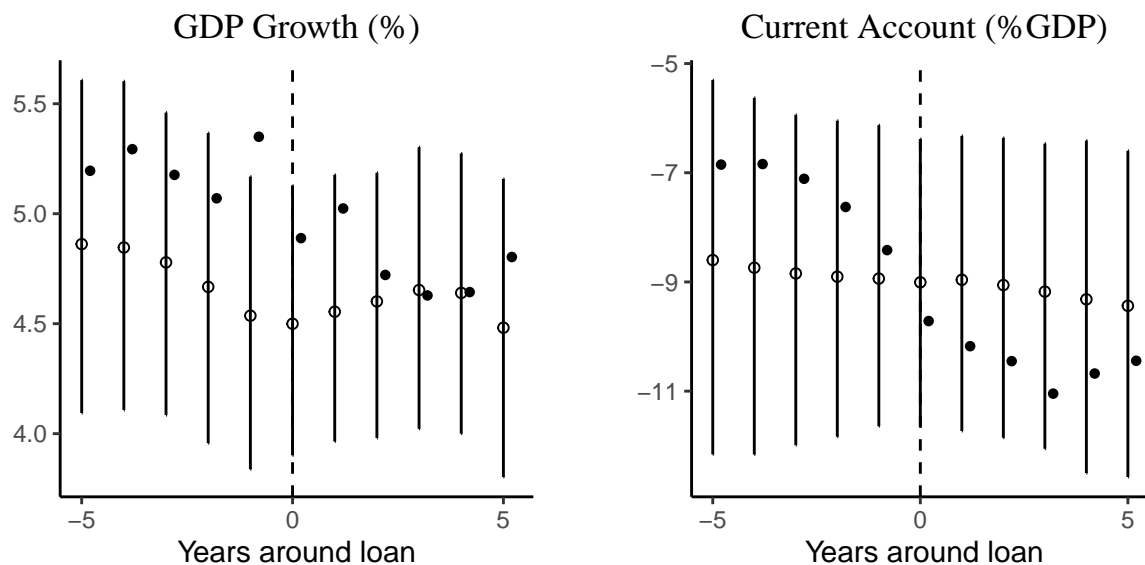 GDP Growth (%)
5.5
5.0
4.5
4.0
−5 0 5
Years around loan
Current Account (%GDP)
−5
−7
−9
−11
−5 0 5
Years around loan